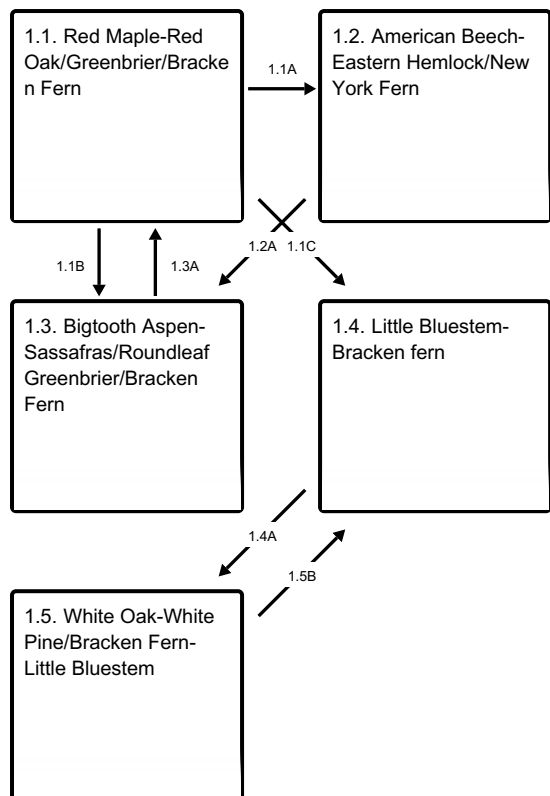 1.1. Red Maple-Red
Oak/Greenbrier/Bracke
n Fern
1.1A
1.2. American Beech-
Eastern Hemlock/New
York Fern
1.1B
1.3A
1.2A
1.1C
1.3. Bigtooth Aspen-
Sassafras/Roundleaf
Greenbrier/Bracken
Fern
1.4. Little Bluestem-
Bracken fern
1.4A
1.5B
1.5. White Oak-White
Pine/Bracken Fern-
Little Bluestem